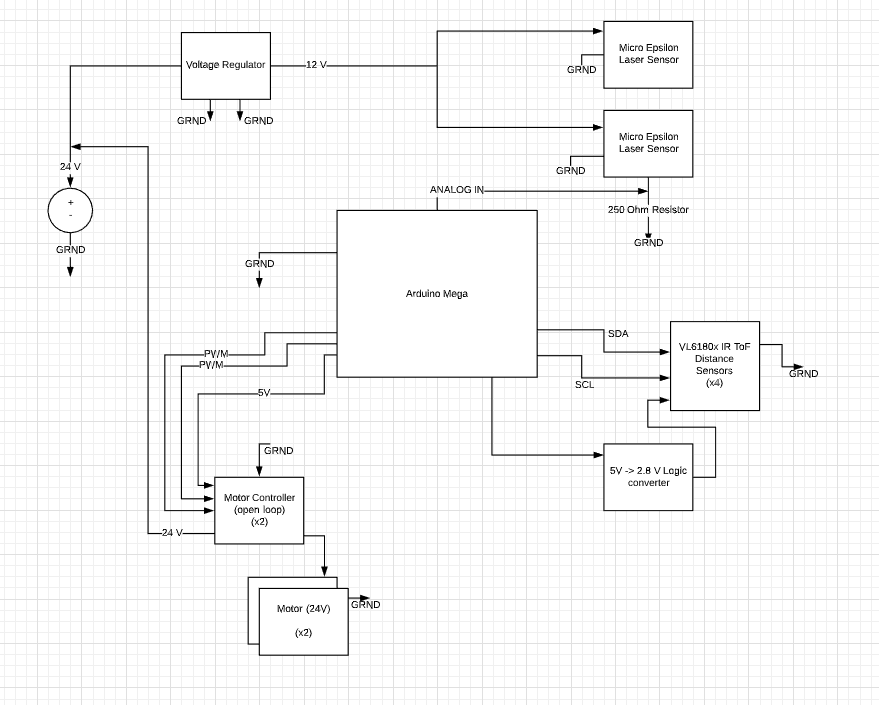 Micro Epsilon
Laser Sensor
GRND
Voltage Regulator
12 V
GRND
GRND
Micro Epsilon
Laser Sensor
GRND
24 V
ANALOG IN
250 Ohm Resistor
GRND
+
-
GRND
GRND
Arduino Mega
SDA
SCL
VL6180x IR ToF
Distance
Sensors
(x4)
GRND
PWM
PWM
5V
GRND
5V -> 2.8 V Logic
converter
Motor Controller
(open loop)
(x2)
24 V
Motor (24V)
(x2)
GRND